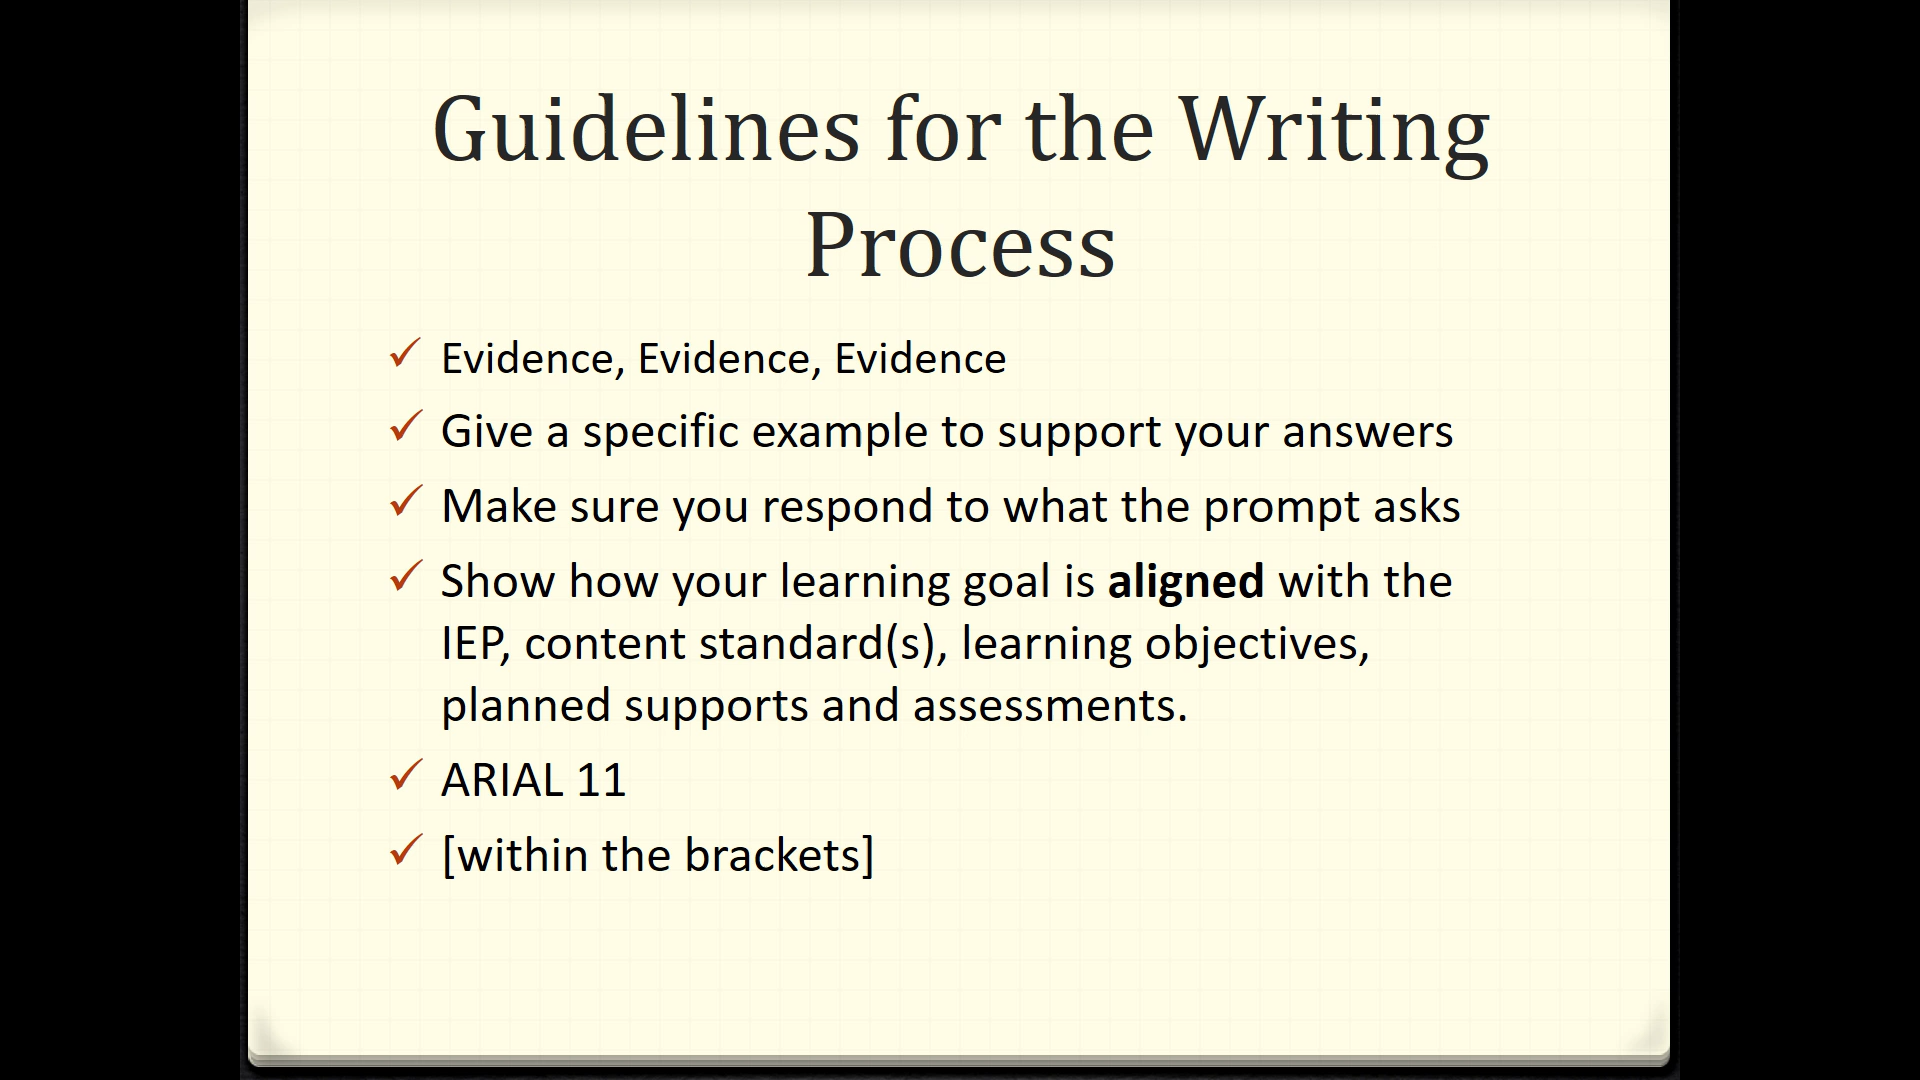 Guidelines for the Writing
Process
Evidence, Evidence, Evidence
Give a specific example to support your answers
Make sure you respond to what the prompt asks
Show how your learning goal is aligned with the
IEP, content standard(s), learning objectives,
planned supports and assessments.
ARIAL 11
[within the brackets]